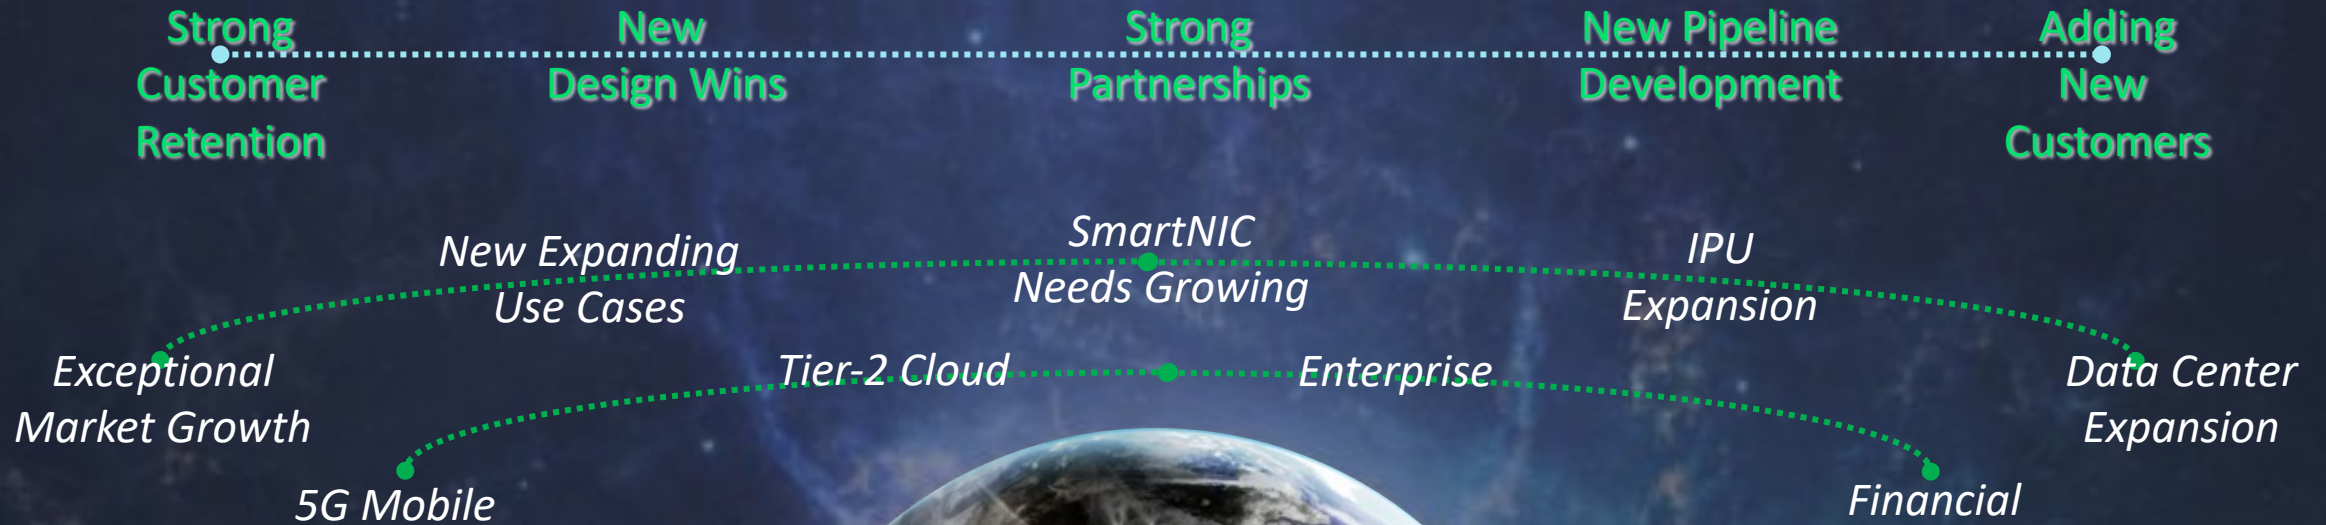 Strong
Customer
Retention
New
Design Wins
Strong
Partnerships
New Pipeline
Development
Adding
New
Customers
Exceptional
Market Growth
New Expanding
Use Cases
SmartNIC
Needs Growing
IPU
Expansion
Data Center
Expansion
5G Mobile
Tier-2 Cloud
Enterprise
Financial